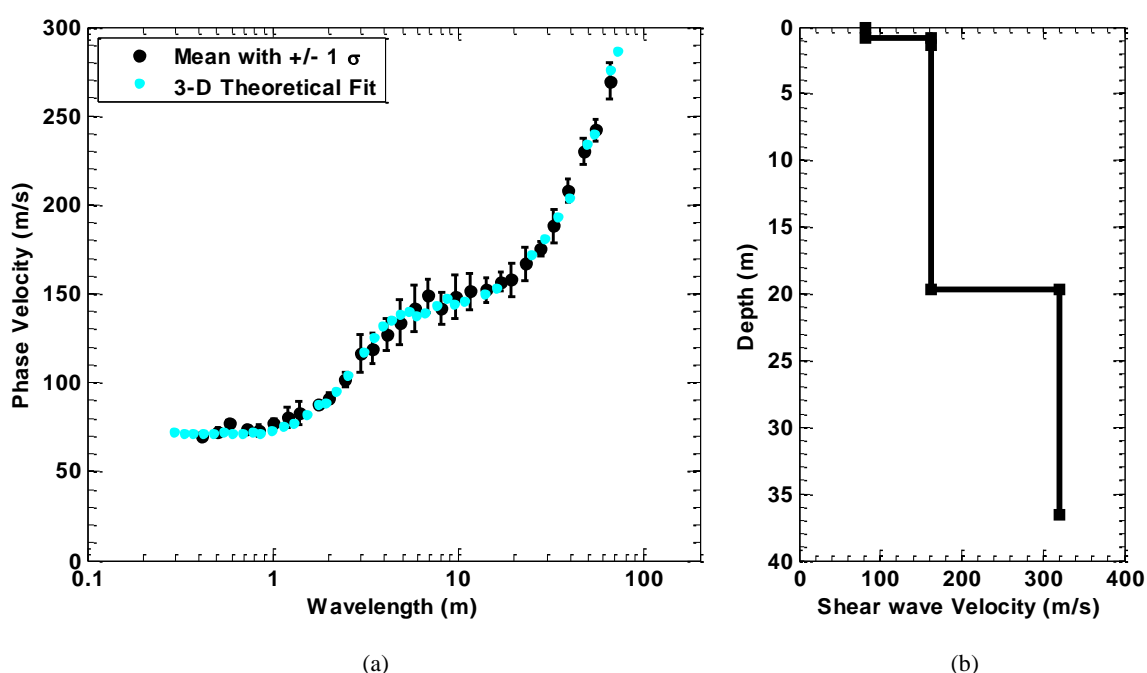 300
250
200
150
100
50
0
Phase Velocity (m/s)
Mean with +/- 1 σ
3-D Theoretical Fit
0.1 1 10 100
Wavelength (m)
(a)
0
5
10
15
20
25
30
35
40
Depth (m)
0 100 200 300 400
Shear wave Velocity (m/s)
(b)